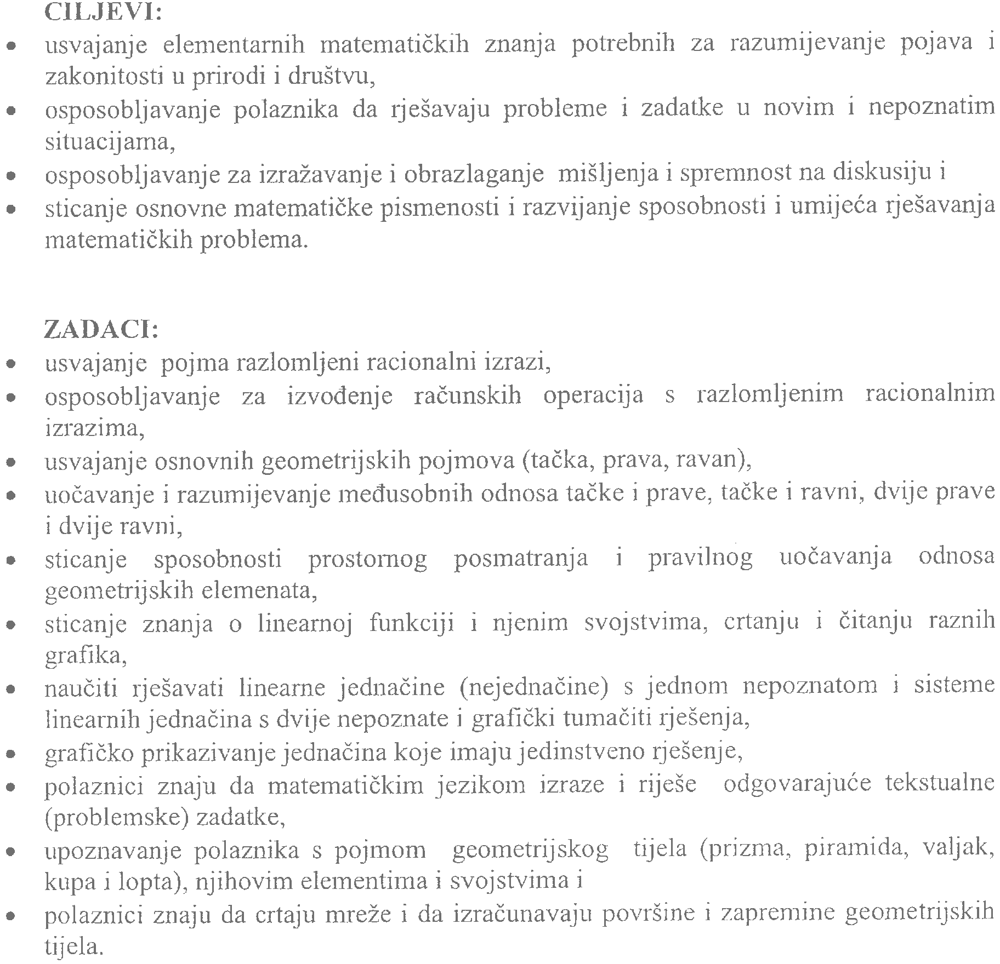 CILJEVI:
• usvajanje elementarnih matematičkih znanja potrebnih za razumijevanje pojava i
zakonitosti u prirodi i društvu,
• osposobljavanje polaznika da rješavaju probleme i zadatke u novim i nepoznatim
situacijama,
• osposobljavanje za izražavanje i obrazlaganje mišljenja i spremnost na diskusiju i
• sticanje osnovne matematičke pismenosti i razvijanje sposobnosti i umijeća rješavanja
matematičkih problema.
ZADACI:
• usvajanje pojma razlomljeni racionalni izrazi,
• osposobljavanje za izvođenje računskih operacija s razlomljenim racionalnim
izrazima,
• usvajanje osnovnih geometrijskih pojmova (tačka, prava, ravan),
• uočavanje i razumijevanje međusobnih odnosa tačke i prave, tačke i ravni, dvije prave
i dvije ravni,
• sticanje sposobnosti prostornog posmatranja i pravilnog uočavanja odnosa
geometrijskih elemenata,
• sticanje znanja o linearnoj funkciji i njenim svojstvima, crtanju i čitanju raznih
grafika,
• naučiti rješavati linearne jednačine (nejednačine) s jednom nepoznatom i sisteme
linearnih jednačina s dvije nepoznate i grafički tumačiti rješenja,
• grafičko prikazivanje jednačina koje imaju jedinstveno rješenje,
• polaznici znaju da matematičkim jezikom izraze i riješe odgovarajuće tekstualne
(problemske) zadatke,
• upoznavanje polaznika s pojmom geometrijskog tijela (prizma, piramida, valjak,
kupa i lopta), njihovim elementima i svojstvima i
• polaznici znaju da crtaju mreže i da izračunavaju površine i zapremine geometrijskih
tijela.